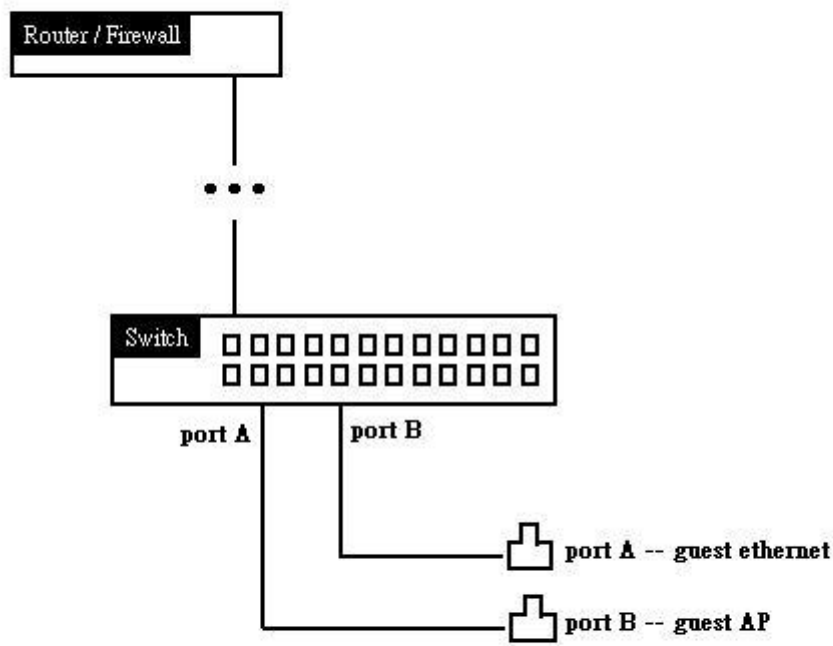 Router / Firewall
Switch
port A
port B
port A -- guest ethernet
port B -- guest AP